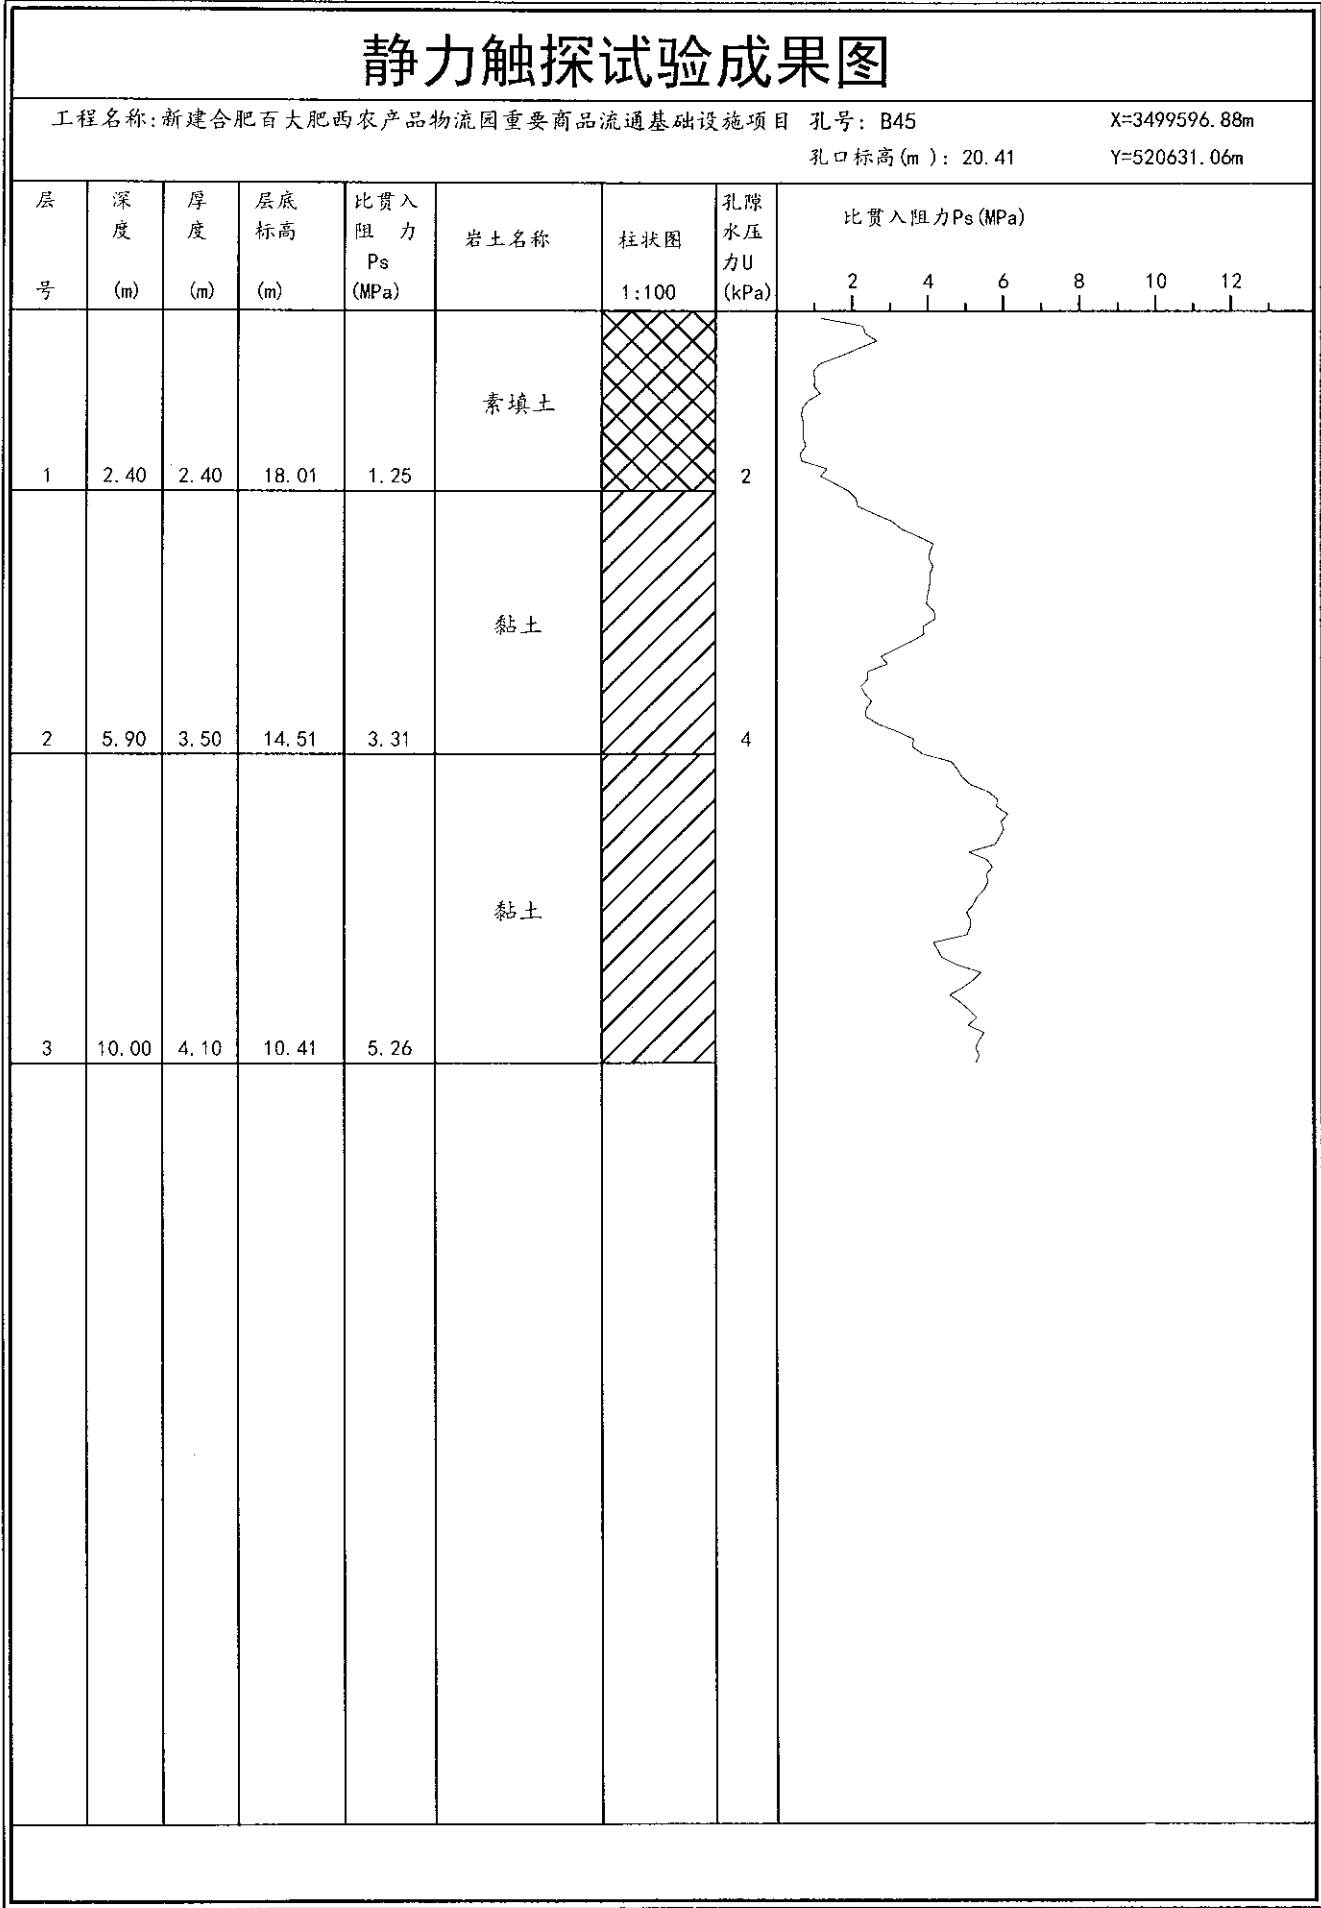 静力触探试验成果图
工程名称:新建合肥百大肥西农产品物流园重要商品流通基础设施项目 孔号: B45 X=3499596.88m
孔口标高(m): 20.41 Y=520631.06m
层号 深度(m) 厚度(m) 层底标高(m) 比贯入阻力Ps(MPa) 岩土名称 柱状图1:100 孔隙水压力U(kPa) 比贯入阻力Ps(MPa)
2 4 6 8 10 12
素填土
1 2.40 2.40 18.01 1.25 2
黏土
2 5.90 3.50 14.51 3.31 4
黏土
3 10.00 4.10 10.41 5.26